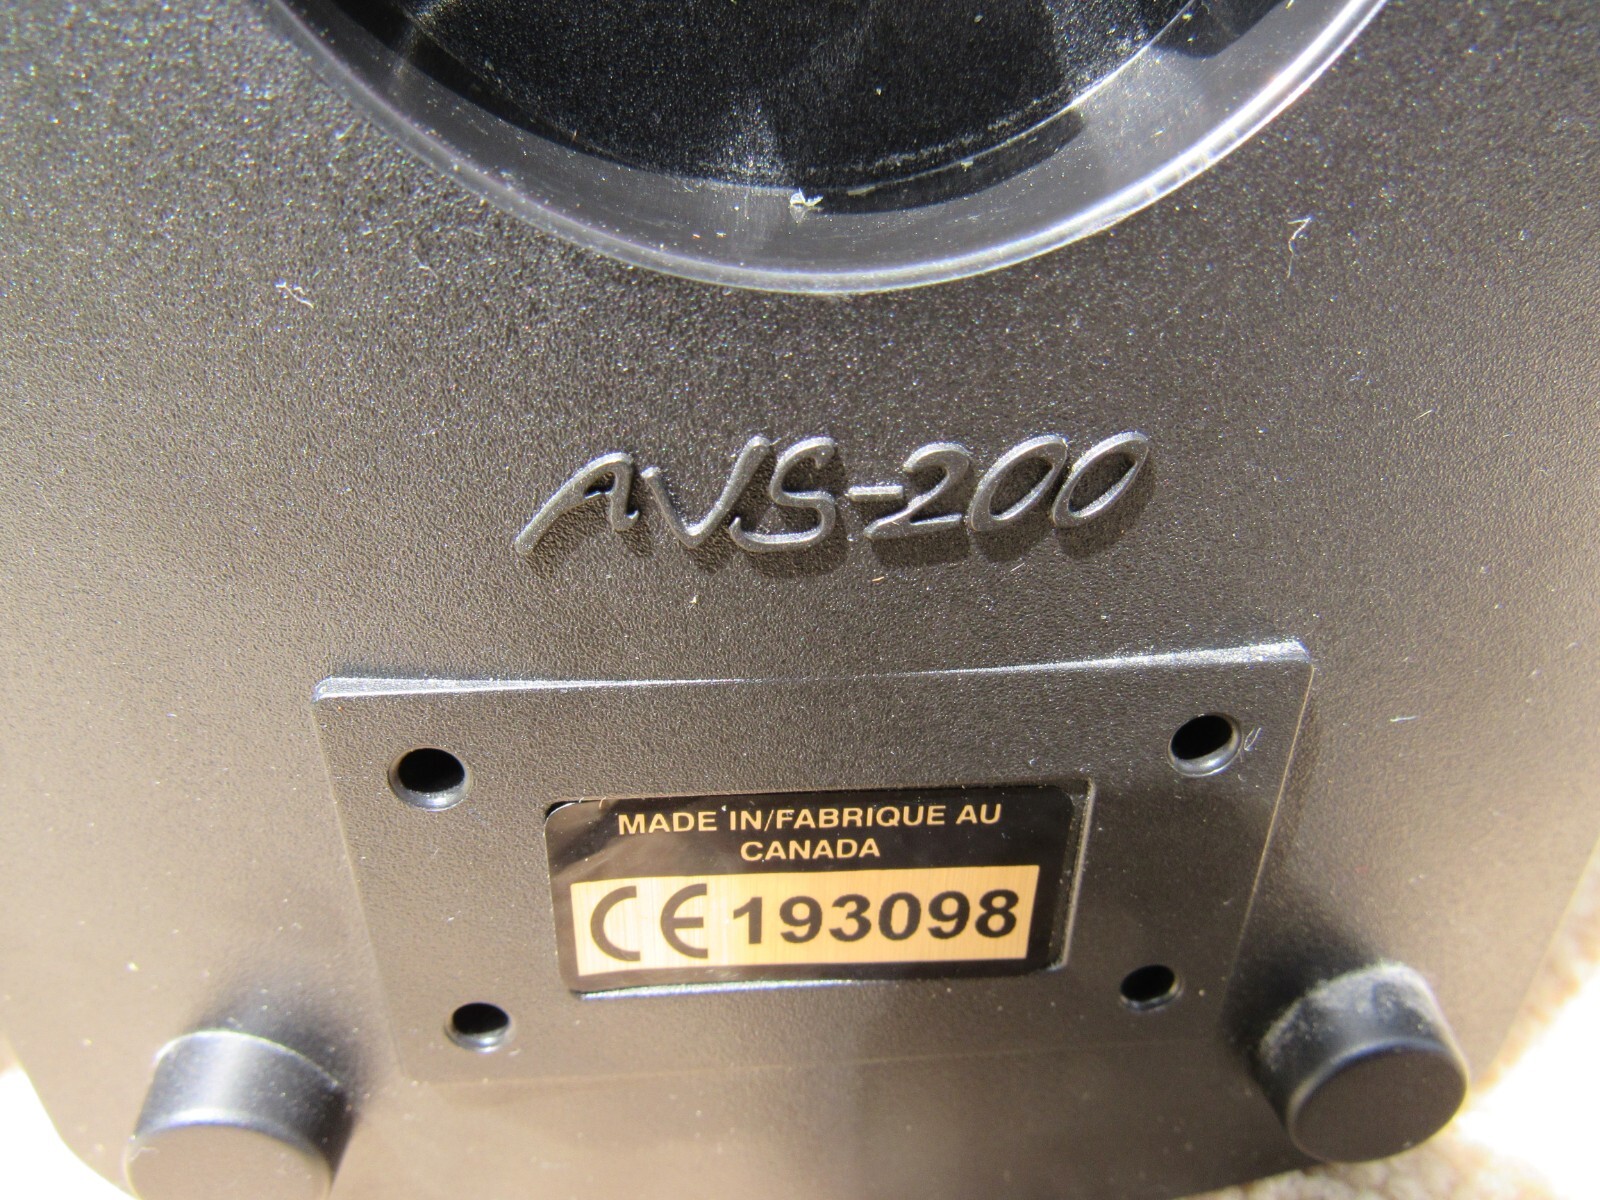 AVS-200
MADE IN/FABRIQUE AU
CANADA
CE 193098